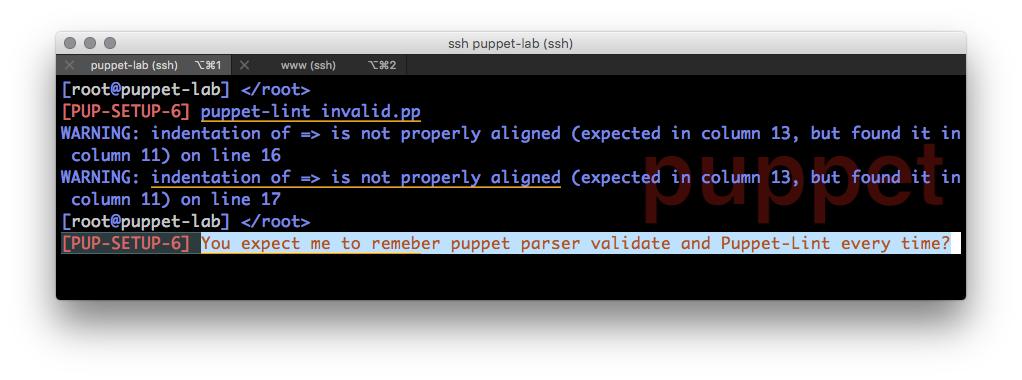 ssh puppet-lab (ssh)
puppet-lab (ssh) ⌥⌘1 www (ssh) ⌥⌘2
[root@puppet-lab] </root>
[PUP-SETUP-6] puppet-lint invalid.pp
WARNING: indentation of => is not properly aligned (expected in column 13, but found it in
column 11) on line 16
WARNING: indentation of => is not properly aligned (expected in column 13, but found it in
column 11) on line 17
puppet
[root@puppet-lab] </root>
[PUP-SETUP-6] You expect me to remeber puppet parser validate and Puppet-Lint every time?